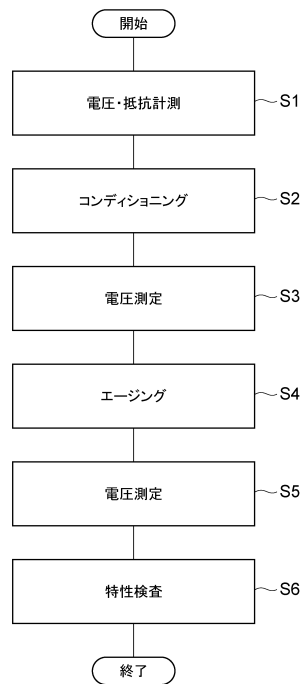 開始
電圧・抵抗計測
S1
コンディショニング
S2
電圧測定
S3
エージング
S4
電圧測定
S5
特性検査
S6
終了